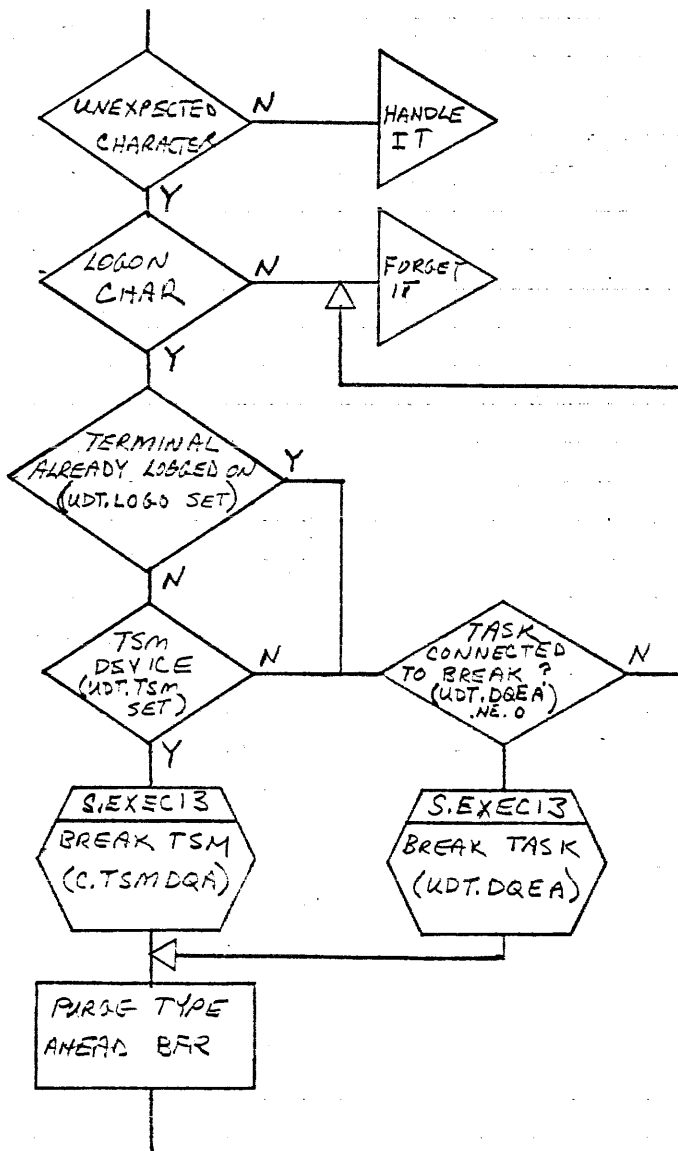 UNEXPECTED
CHARACTER
N
HANDLE
IT
Y
LOGON
CHAR
N
FORGET
IT
Y
TERMINAL
ALREADY LOGGED ON
(UDT.LOGO SET)
Y
N
TSM
DEVICE
(UDT.TSM
SET)
N
TASK
CONNECTED
TO BREAK?
(UDT.DQEA)
.NE.0
N
Y
S.EXEC13
BREAK TSM
(C.TSMDQA)
S.EXEC13
BREAK TASK
(UDT.DQEA)
PURGE TYPE
AHEAD BFR